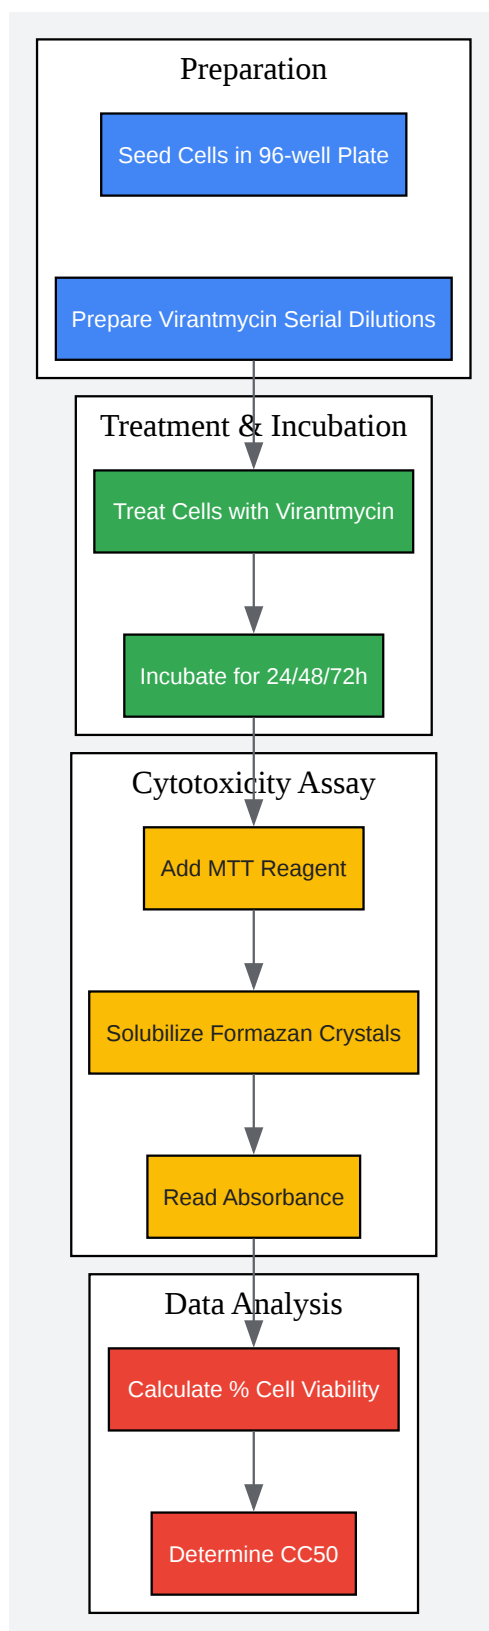 Preparation
Seed Cells in 96-well Plate
Prepare Virantmycin Serial Dilutions
Treatment & Incubation
Treat Cells with Virantmycin
Incubate for 24/48/72h
Cytotoxicity Assay
Add MTT Reagent
Solubilize Formazan Crystals
Read Absorbance
Data Analysis
Calculate % Cell Viability
Determine CC50